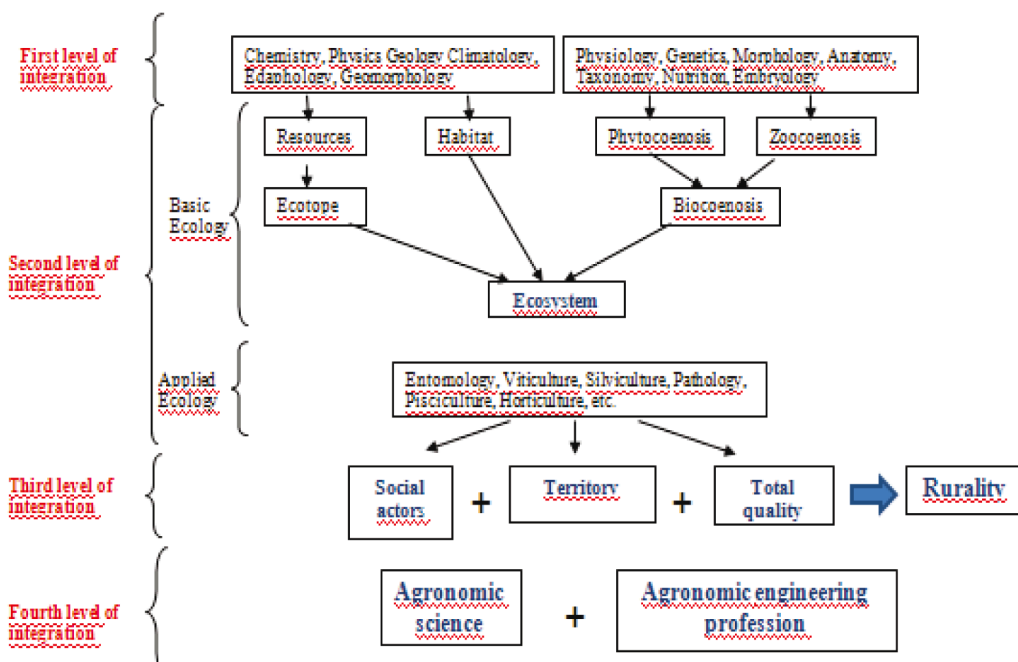 First level of
integration
Chemistry, Physics Geology Climatology,
Edaphology, Geomorphology
Physiology, Genetics, Morphology, Anatomy,
Taxonomy, Nutrition, Embryology
Resources
Habitat
Phytocoenosis
Zoocoenosis
Basic
Ecology
Ecotope
Biocoenosis
Second level of
integration
Ecosystem
Applied
Ecology
Entomology, Viticulture, Silviculture, Pathology,
Pisciculture, Horticulture, etc.
Third level of
integration
Social
actors
+
Territory
+
Total
quality
Rurality
Fourth level of
integration
Agronomic
science
+
Agronomic engineering
profession